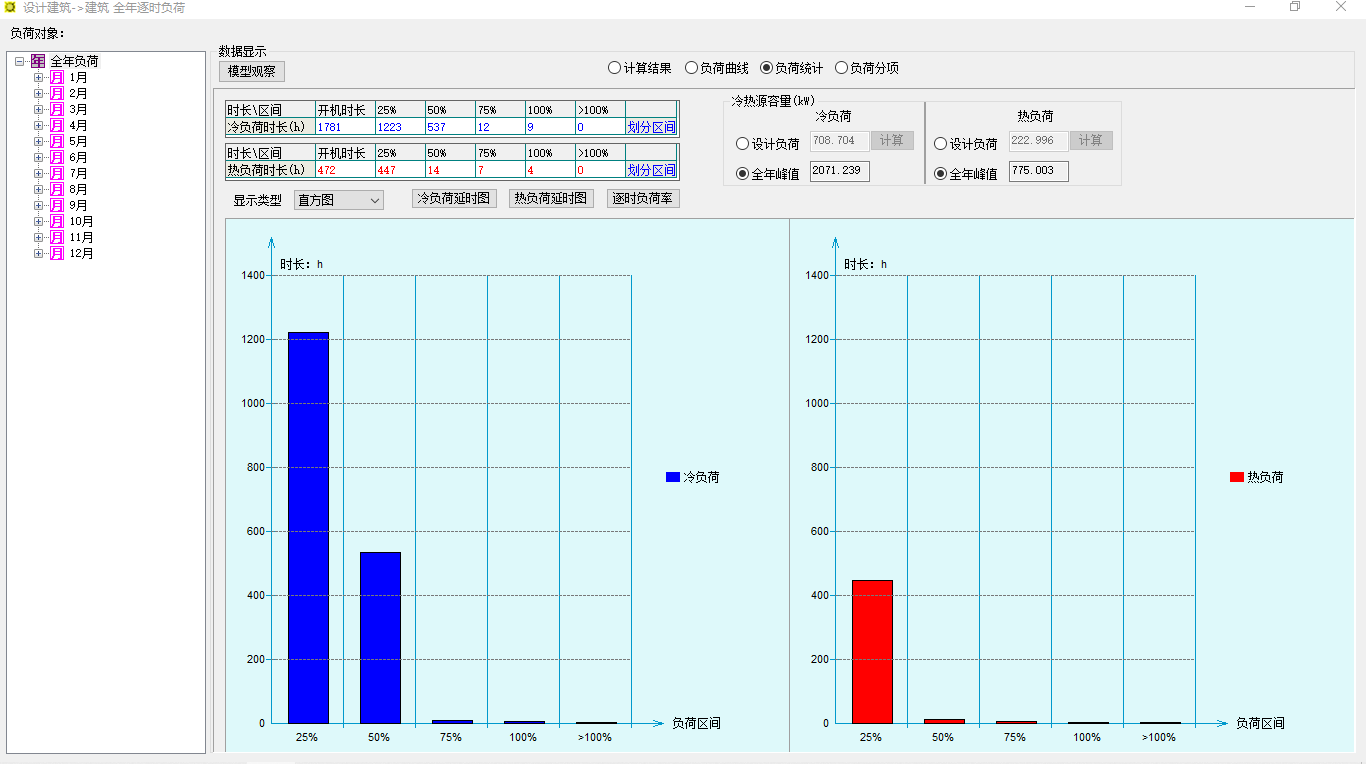 设计建筑->建筑 全年逐时负荷
负荷对象：
全年负荷
1月
2月
3月
4月
5月
6月
7月
8月
9月
10月
11月
12月
数据显示
模型观察
计算结果 负荷曲线 负荷统计 负荷分项
时长\区间 开机时长 25% 50% 75% 100% >100%
冷负荷时长(h) 1781 1223 537 12 9 0 划分区间
时长\区间 开机时长 25% 50% 75% 100% >100%
热负荷时长(h) 472 447 14 7 4 0 划分区间
冷热源容量(kW)
冷负荷 热负荷
设计负荷 708.704 计算 设计负荷 222.996 计算
全年峰值 2071.239 全年峰值 775.003
显示类型 直方图 冷负荷延时图 热负荷延时图 逐时负荷率
时长：h
1400
1200
1000
800
600
400
200
0
25% 50% 75% 100% >100%
负荷区间
冷负荷
时长：h
1400
1200
1000
800
600
400
200
0
25% 50% 75% 100% >100%
负荷区间
热负荷